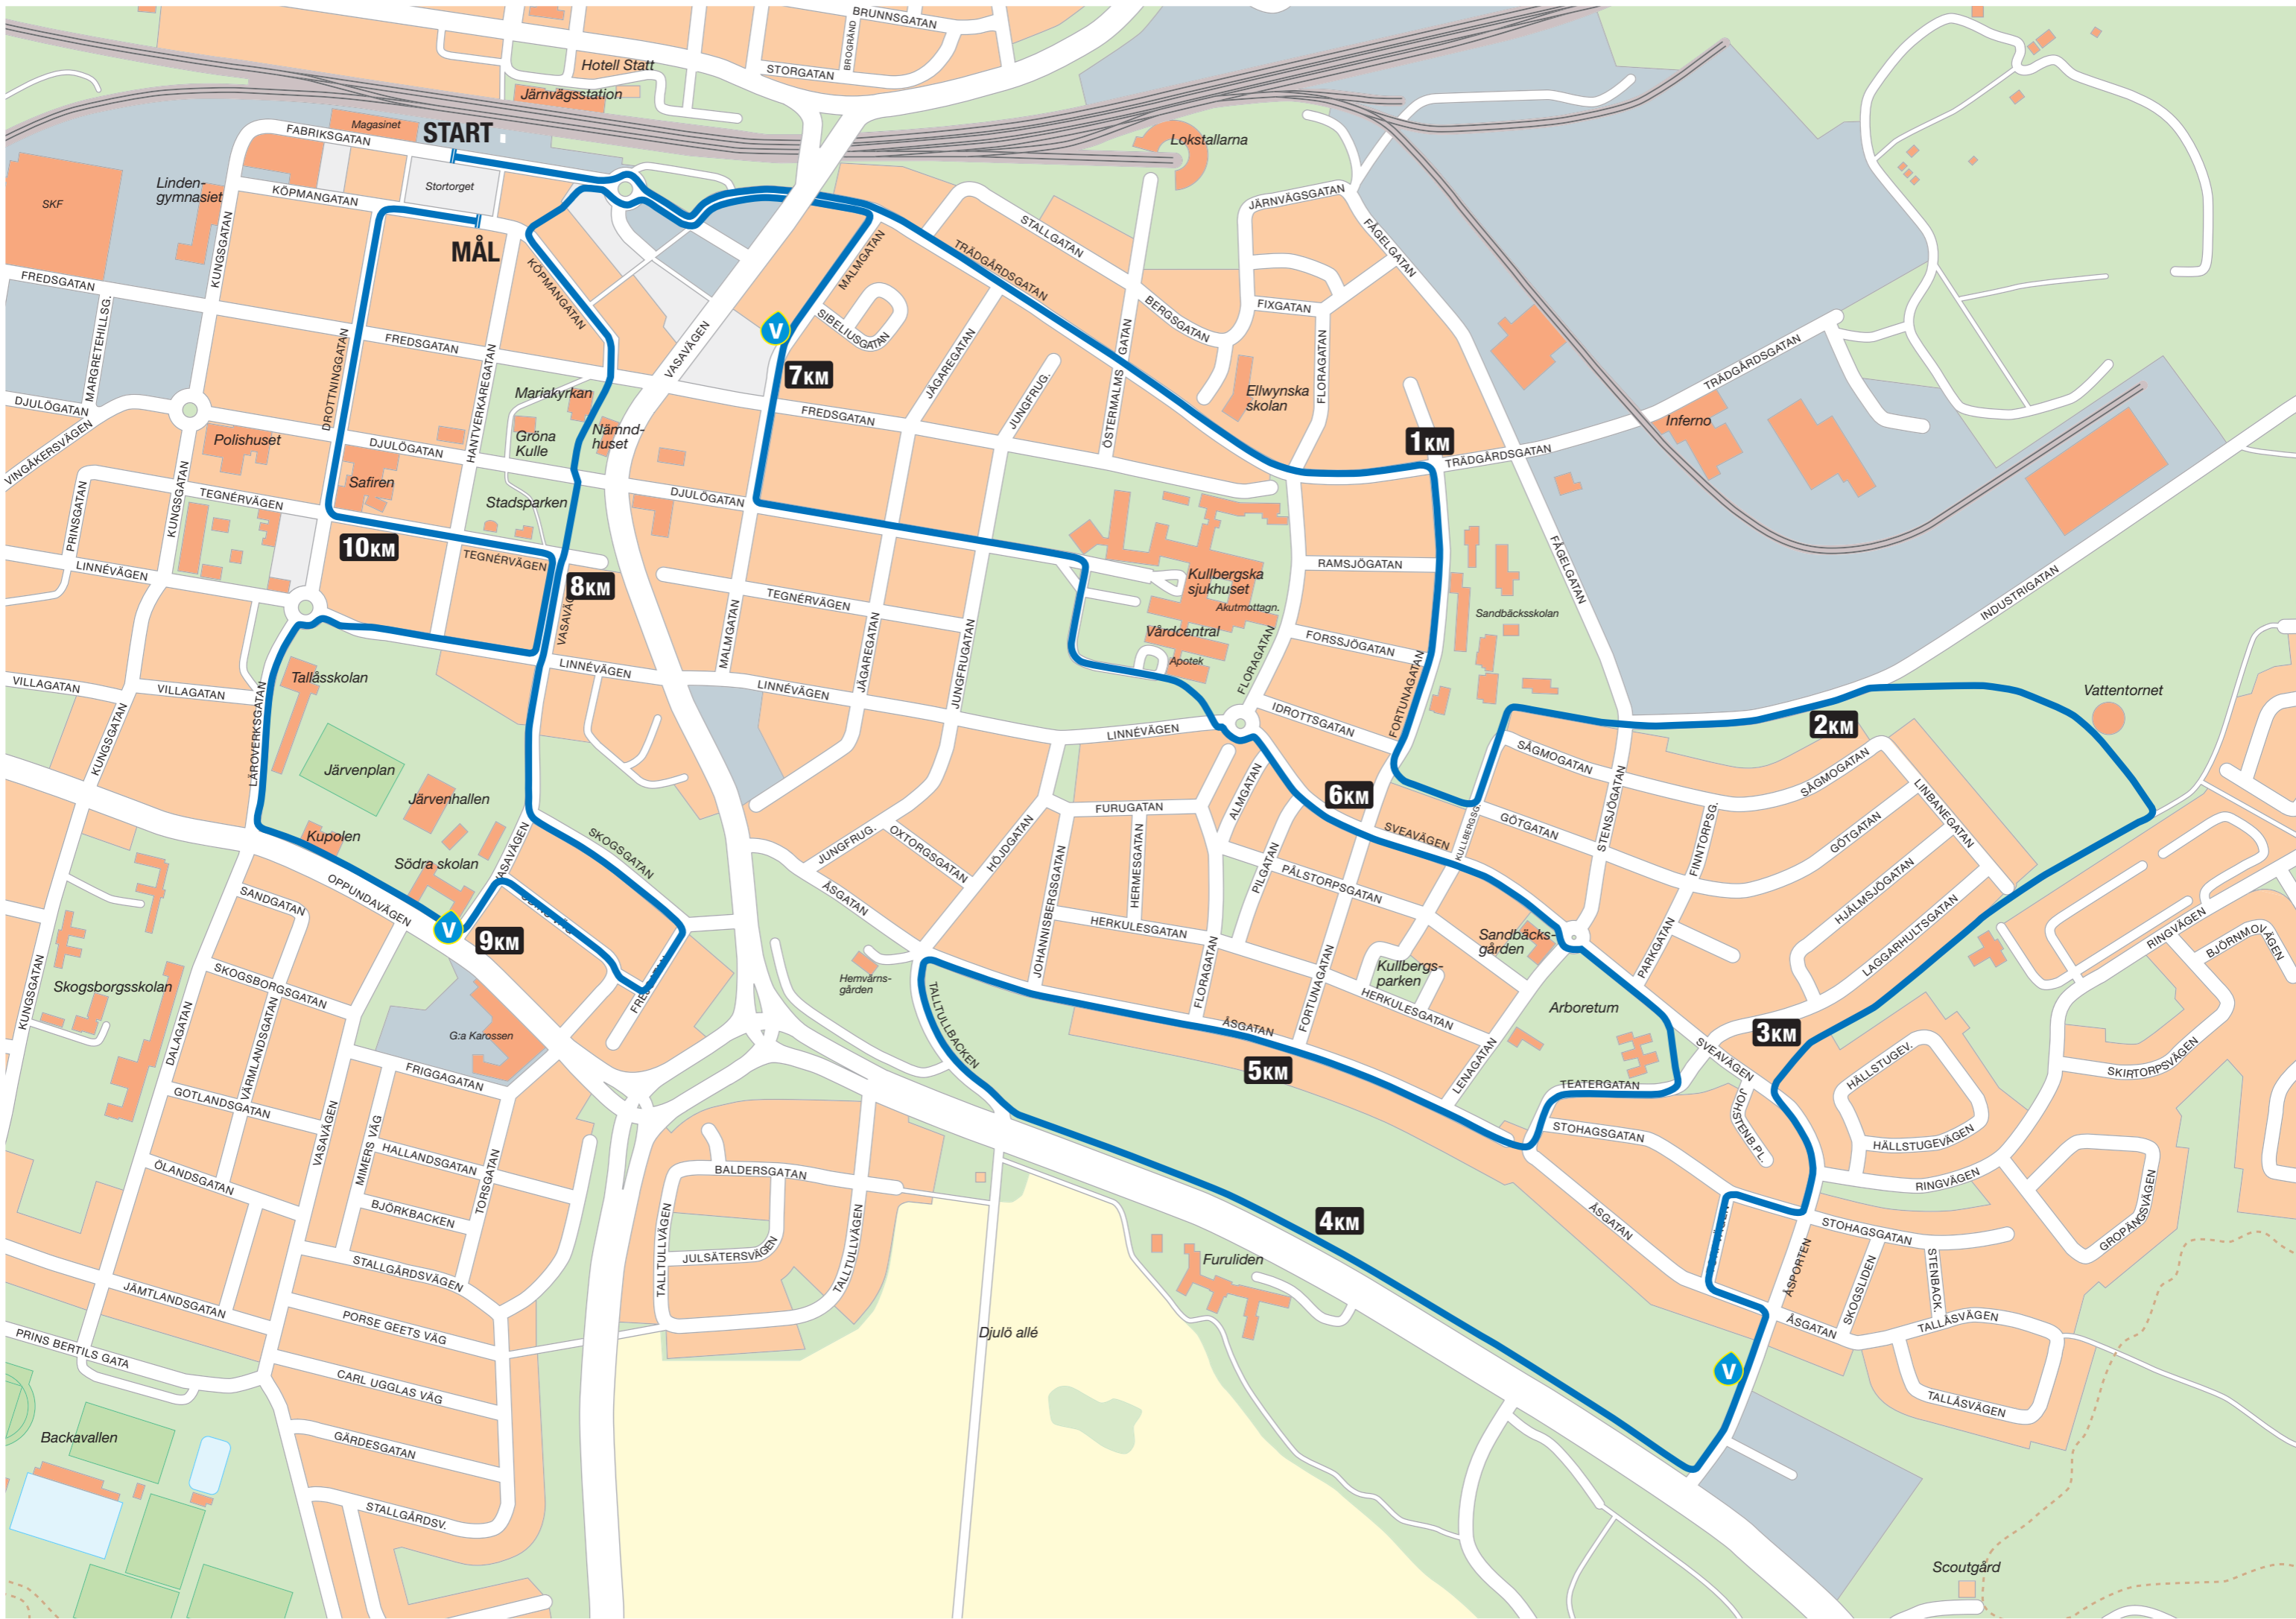 BRUNNSGATAN
BROGRÄND
STORGATAN
Hotell Statt
Järnvägsstation
Magasinet
START
FABRIKSGATAN
Stortorget
Linden-
gymnasiet
SKF
KÖPMANGATAN
MÅL
KUNGSGATAN
FREDSGATAN
MARGRETEHILLSG.
DJULÖGATAN
VINGÅKERSVÄGEN
DROTTNINGGATAN
FREDSGATAN
HANTVERKAREGATAN
KÖPMANGATAN
VASAVÄGEN
MALMGATAN
SIBELIUSGATAN
V
7KM
Lokstallarna
JÄRNVÄGSGATAN
STALLGATAN
TRÄDGÅRDSGATAN
BERGSGATAN
FIXGATAN
FLORAGATAN
FÅGELGATAN
JÄGAREGATAN
JUNGFRUG.
ÖSTERMALMSGATAN
Ellwynska
skolan
FREDSGATAN
1KM
TRÄDGÅRDSGATAN
TRÄDGÅRDSGATAN
Inferno
Mariakyrkan
Gröna
Kulle
Nämnd-
huset
Polishuset
DJULÖGATAN
Safiren
Stadsparken
TEGNÉRVÄGEN
PRINSGATAN
KUNGSGATAN
DJULÖGATAN
10KM
TEGNÉRVÄGEN
8KM
LINNÉVÄGEN
VASAVÄG
TEGNÉRVÄGEN
MALMGATAN
JÄGAREGATAN
JUNGFRUGATAN
LINNÉVÄGEN
LINNÉVÄGEN
Kullbergska
sjukhuset
Akutmottagn.
Vårdcentral
Apotek
FLORAGATAN
RAMSJÖGATAN
FORSSJÖGATAN
FORTUNAGATAN
IDROTTSGATAN
Sandbäcksskolan
FÅGELGATAN
INDUSTRIGATAN
Vattentornet
2KM
VILLAGATAN
VILLAGATAN
KUNGSGATAN
LÄROVERKSGATAN
Tallåsskolan
Järvenplan
Järvenhallen
Kupolen
Södra skolan
VASAVÄGEN
SKOGSGATAN
OPPUNDAVÄGEN
V
9KM
LINNÉVÄGEN
6KM
ALMGATAN
FURUGATAN
HERMESGATAN
JOHANNISBERGSGATAN
HÖJDGATAN
OXTORGSGATAN
JUNGFRUG.
ÅSGATAN
PILGATAN
PÅLSTORPSGATAN
SVEAVÄGEN
KULLBERGSG.
HERKULESGATAN
FLORAGATAN
FORTUNAGATAN
Kullbergs-
parken
HERKULESGATAN
Sandbäcks-
gården
SÅGMOGATAN
SÅGMOGATAN
GÖTGATAN
GÖTGATAN
STENSJÖGATAN
FINNTORPSG.
LINBANEGATAN
HJÄLMSJÖGATAN
LAGGARHULTSGATAN
PARKGATAN
RINGVÄGEN
BJÖRNMOVÄGEN
SKIRTORPSVÄGEN
3KM
Arboretum
SVEAVÄGEN
TEATERGATAN
LENAGATAN
ÅSGATAN
5KM
Hemvärns-
gården
TALLTULLBACKEN
SANDGATAN
SKOGSBORGSGATAN
Skogsborgsskolan
KUNGSGATAN
DALAGATAN
VÄRMLANDSGATAN
GOTLANDSGATAN
VASAVÄGEN
ÖLANDSGATAN
JÄMTLANDSGATAN
PRINS BERTILS GATA
G:a Karossen
FRIGGAGATAN
MIMERS VÄG
HALLANDSGATAN
BJÖRKBACKEN
TORSGATAN
STALLGÅRDSVÄGEN
PORSE GEETS VÄG
CARL UGGLAS VÄG
GÄRDESGATAN
STALLGÅRDSV.
Backavallen
BALDERSGATAN
TALLTULLVÄGEN
JULSÄTERSVÄGEN
TALLTULLVÄGEN
Djulö allé
Furuliden
4KM
STOHAGSGATAN
ÅSGATAN
JOSH
STENB.PL.
HÄLLSTUGEV.
HÄLLSTUGEVÄGEN
RINGVÄGEN
GROPÄNGSVÄGEN
STOHAGSGATAN
ÅSPORTEN
SKOGSLIDEN
STENBACK.
ÅSGATAN
TALLÅSVÄGEN
TALLÅSVÄGEN
V
Scoutgård